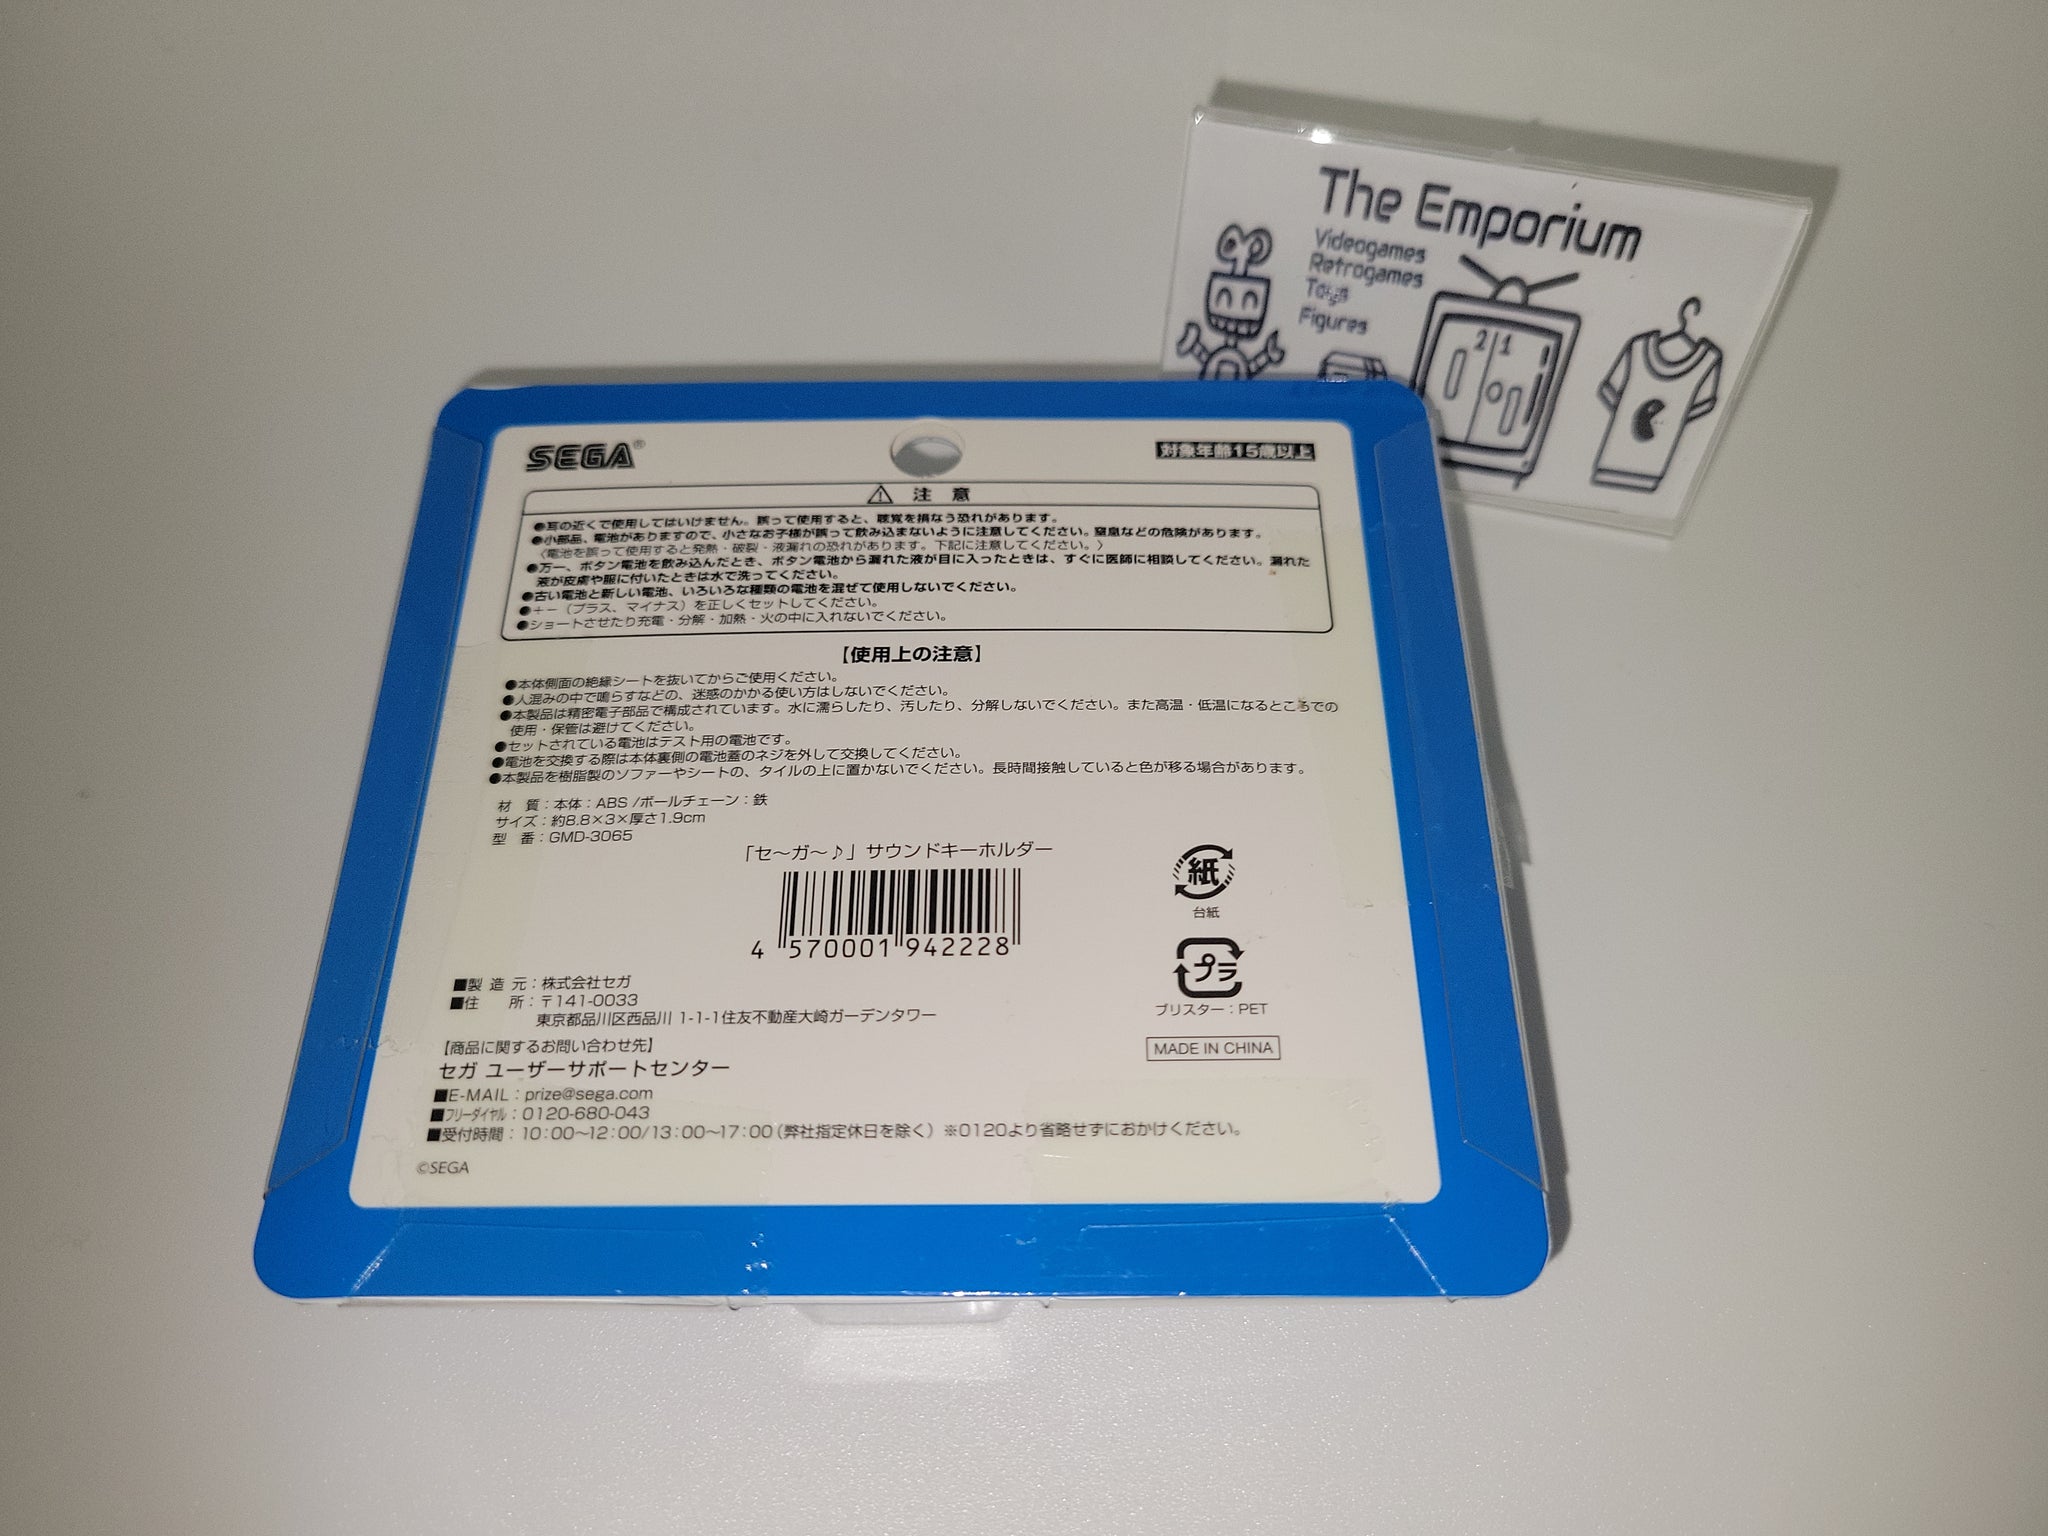 The Emporium
Videogames
Retrogames
Toys
Figures
2 1
SEGA®
対象年齢15歳以上
⚠ 注 意
●耳の近くで使用してはいけません。誤って使用すると、聴覚を損なう恐れがあります。
●小部品、電池がありますので、小さなお子様が誤って飲み込まないように注意してください。窒息などの危険があります。
〈電池を誤って使用すると発熱・破裂・液漏れの恐れがあります。下記に注意してください。〉
●万一、ボタン電池を飲み込んだとき、ボタン電池から漏れた液が目に入ったときは、すぐに医師に相談してください。漏れた
液が皮膚や服に付いたときは水で洗ってください。
●古い電池と新しい電池、いろいろな種類の電池を混ぜて使用しないでください。
●+−（プラス、マイナス）を正しくセットしてください。
●ショートさせたり充電・分解・加熱・火の中に入れないでください。
【使用上の注意】
●本体側面の絶縁シートを抜いてからご使用ください。
●人混みの中で鳴らすなどの、迷惑のかかる使い方はしないでください。
●本製品は精密電子部品で構成されています。水に濡らしたり、汚したり、分解しないでください。また高温・低温になるところでの
使用・保管は避けてください。
●セットされている電池はテスト用の電池です。
●電池を交換する際は本体裏側の電池蓋のネジを外して交換してください。
●本製品を樹脂製のソファーやシートの、タイルの上に置かないでください。長時間接触していると色が移る場合があります。
材　質：本体：ABS /ボールチェーン：鉄
サイズ：約8.8×3×厚さ1.9cm
型　番：GMD-3065
「セ～ガ～♪」サウンドキーホルダー
4 570001 942228
紙
台紙
プラ
ブリスター：PET
MADE IN CHINA
■製 造 元：株式会社セガ
■住　　所：〒141-0033
東京都品川区西品川 1-1-1住友不動産大崎ガーデンタワー
【商品に関するお問い合わせ先】
セガ ユーザーサポートセンター
■E-MAIL：prize@sega.com
■フリーダイヤル：0120-680-043
■受付時間：10:00～12:00/13:00～17:00（弊社指定休日を除く）※0120より省略せずにおかけください。
©SEGA